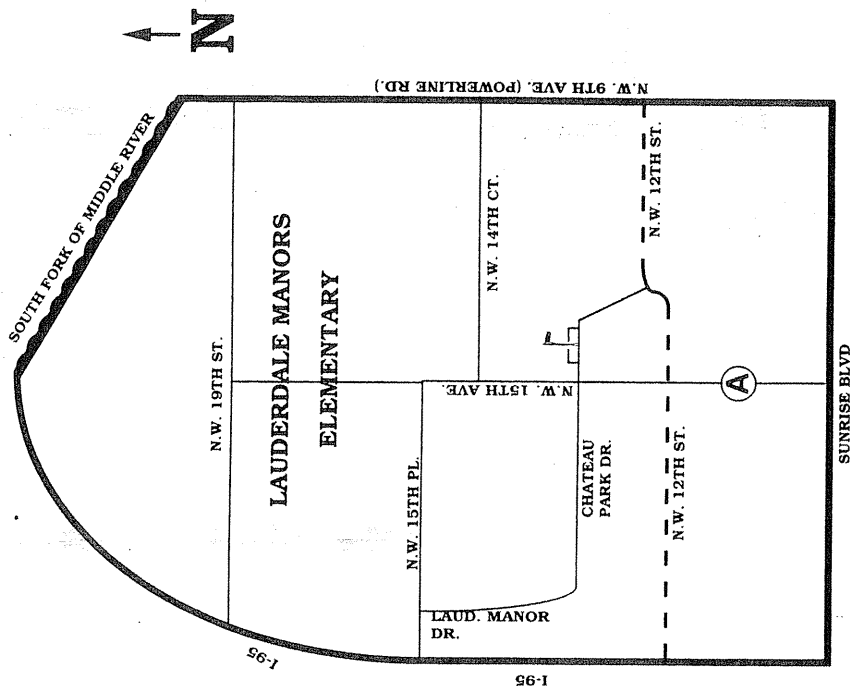 N
SOUTH FORK OF MIDDLE RIVER
N.W. 9TH AVE. (POWERLINE RD.)
N.W. 19TH ST.
LAUDERDALE MANORS
ELEMENTARY
N.W. 14TH CT.
N.W. 12TH ST.
N.W. 15TH AVE.
N.W. 15TH PL.
CHATEAU
PARK DR.
N.W. 12TH ST.
A
LAUD. MANOR
DR.
I-95
I-95
SUNRISE BLVD